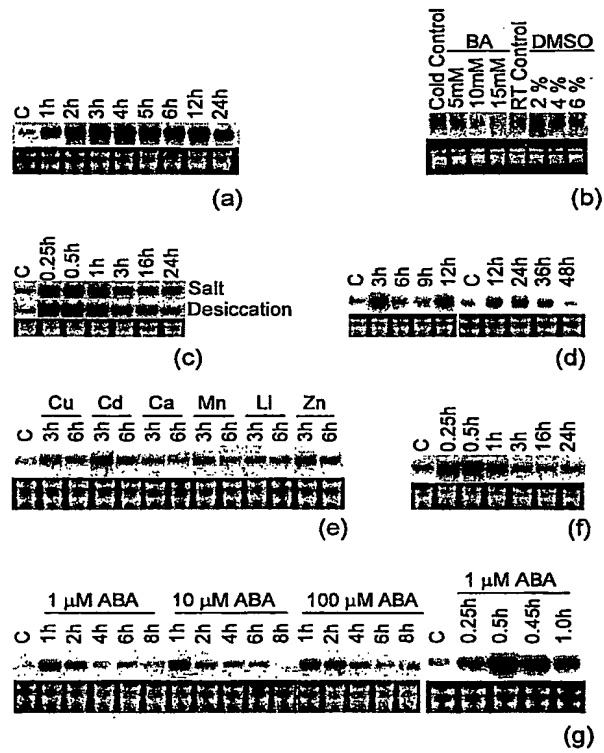 C 1h 2h 3h 4h 5h 6h 12h 24h
(a)
BA DMSO
Cold Control 5mM 10mM 15mM RT Control 2 % 4 % 6 %
(b)
C 0.25h 0.5h 1h 3h 16h 24h
Salt
Desiccation
(c)
C 3h 6h 9h 12h C 12h 24h 36h 48h
(d)
Cu Cd Ca Mn Li Zn
C 3h 6h 3h 6h 3h 6h 3h 6h 3h 6h 3h 6h
(e)
C 0.25h 0.5h 1h 3h 16h 24h
(f)
1 μM ABA 10 μM ABA 100 μM ABA
C 1h 2h 4h 6h 8h 1h 2h 4h 6h 8h 1h 2h 4h 6h 8h
1 μM ABA
C 0.25h 0.5h 0.45h 1.0h
(g)